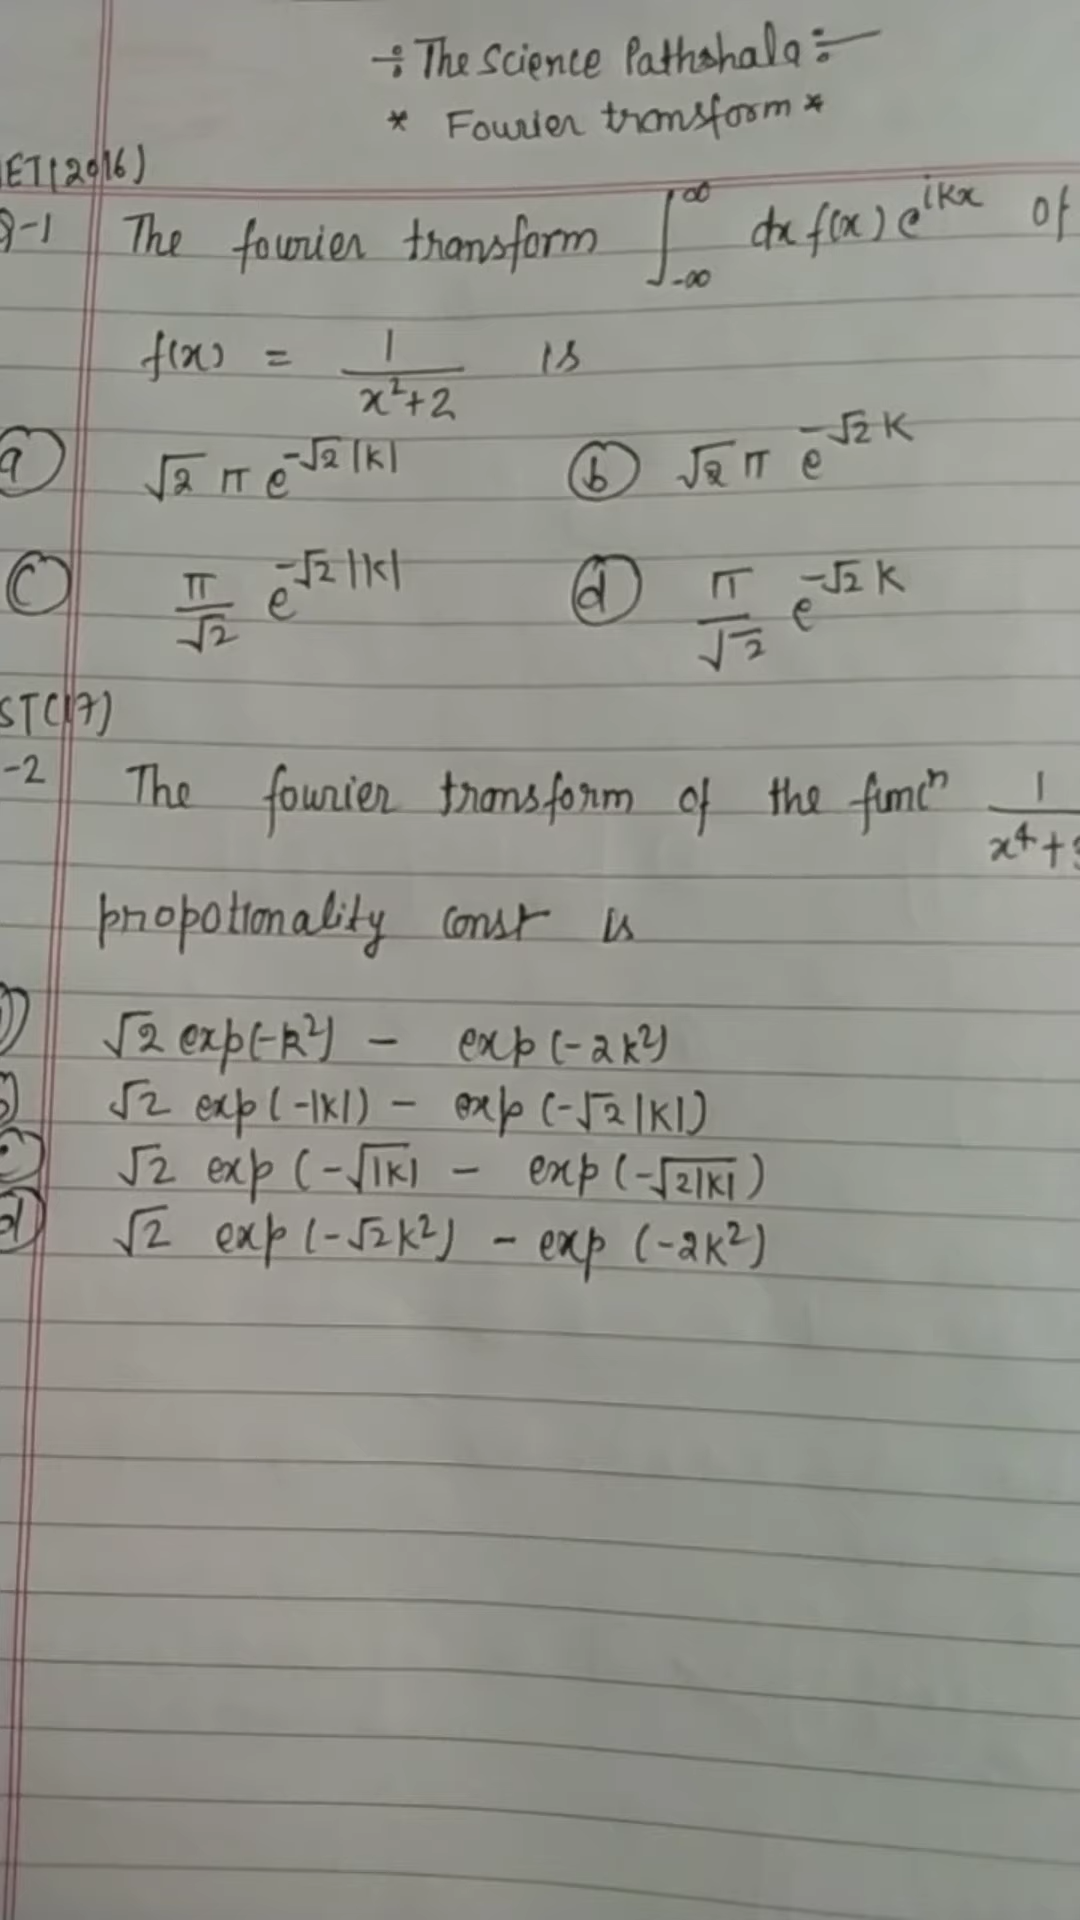 ÷ The Science Pathshala ÷
* Fourier transform *
ET(2016)
Q-1 The fourier transform ∫_{-∞}^{∞} dx f(x) e^{ikx} of
f(x) = 1/(x²+2) is
(a) √2 π e^{-√2|k|} (b) √2 π e^{-√2 k}
(c) π/√2 e^{-√2|k|} (d) π/√2 e^{-√2 k}
ST(17)
-2 The fourier transform of the funcⁿ 1/(x⁴+3
propotionality const is
√2 exp(-k²) - exp(-2k²)
b) √2 exp(-|k|) - exp(-√2|k|)
(c) √2 exp(-√|k| - exp(-√2|k|)
(d) √2 exp(-√2k²) - exp(-2k²)